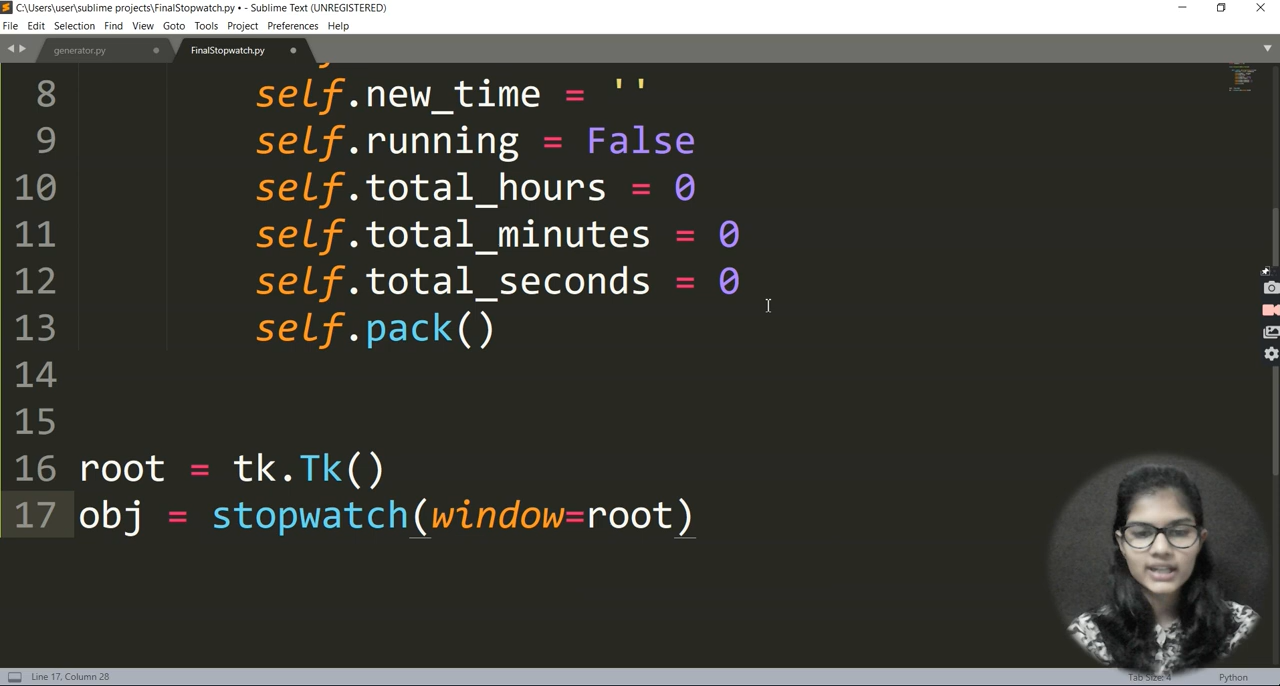 C:\Users\user\sublime projects\FinalStopwatch.py • - Sublime Text (UNREGISTERED)
File Edit Selection Find View Goto Tools Project Preferences Help
generator.py FinalStopwatch.py
8 self.new_time = ''
9 self.running = False
10 self.total_hours = 0
11 self.total_minutes = 0
12 self.total_seconds = 0
13 self.pack()
14
15
16 root = tk.Tk()
17 obj = stopwatch(window=root)
Line 17, Column 28 Tab Size: 4 Python